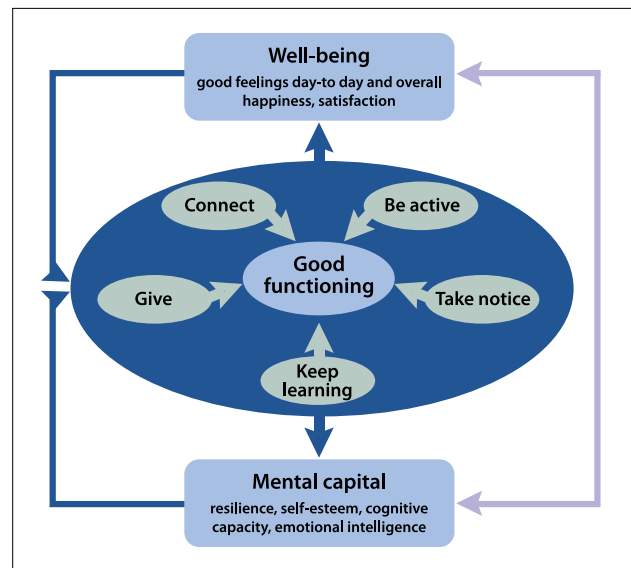 Well-being
good feelings day-to day and overall
happiness, satisfaction
Connect
Be active
Good
functioning
Give
Take notice
Keep
learning
Mental capital
resilience, self-esteem, cognitive
capacity, emotional intelligence